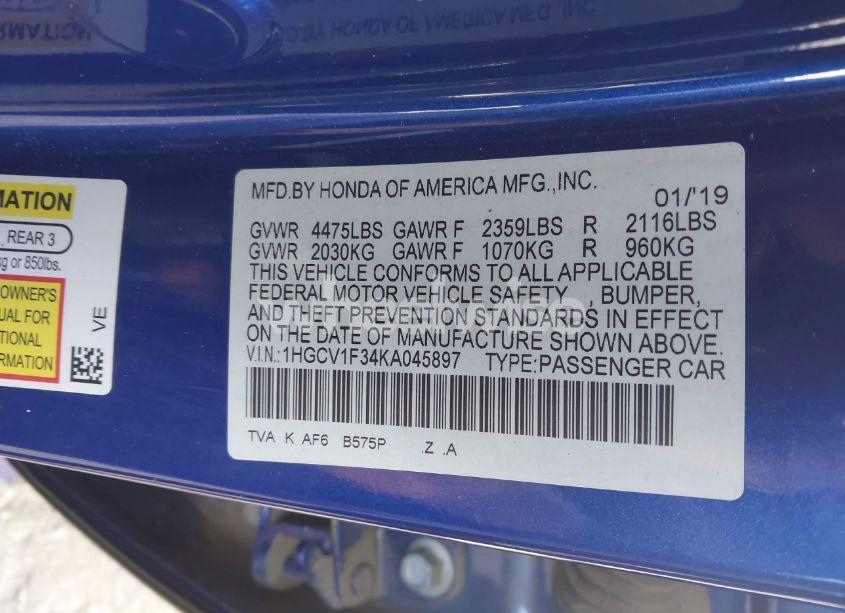 MFD.BY HONDA OF AMERICA MFG.,INC.
01/'19
GVWR 4475LBS GAWR F 2359LBS R 2116LBS
GVWR 2030KG GAWR F 1070KG R 960KG
THIS VEHICLE CONFORMS TO ALL APPLICABLE
FEDERAL MOTOR VEHICLE SAFETY , BUMPER,
AND THEFT PREVENTION STANDARDS IN EFFECT
ON THE DATE OF MANUFACTURE SHOWN ABOVE.
V.I.N.:1HGCV1F34KA045897 TYPE:PASSENGER CAR
TVA K AF6 B575P .Z .A
MATION
REAR 3
kg or 850lbs.
OWNER'S
UAL FOR
TIONAL
RMATION
VE